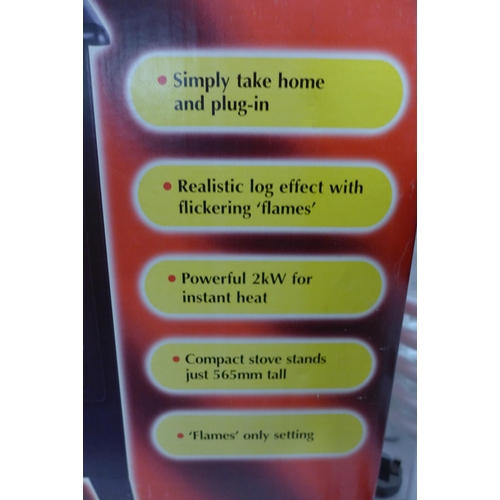 • Simply take home
and plug-in
• Realistic log effect with
flickering ‘flames’
• Powerful 2kW for
instant heat
• Compact stove stands
just 565mm tall
• ‘Flames’ only setting